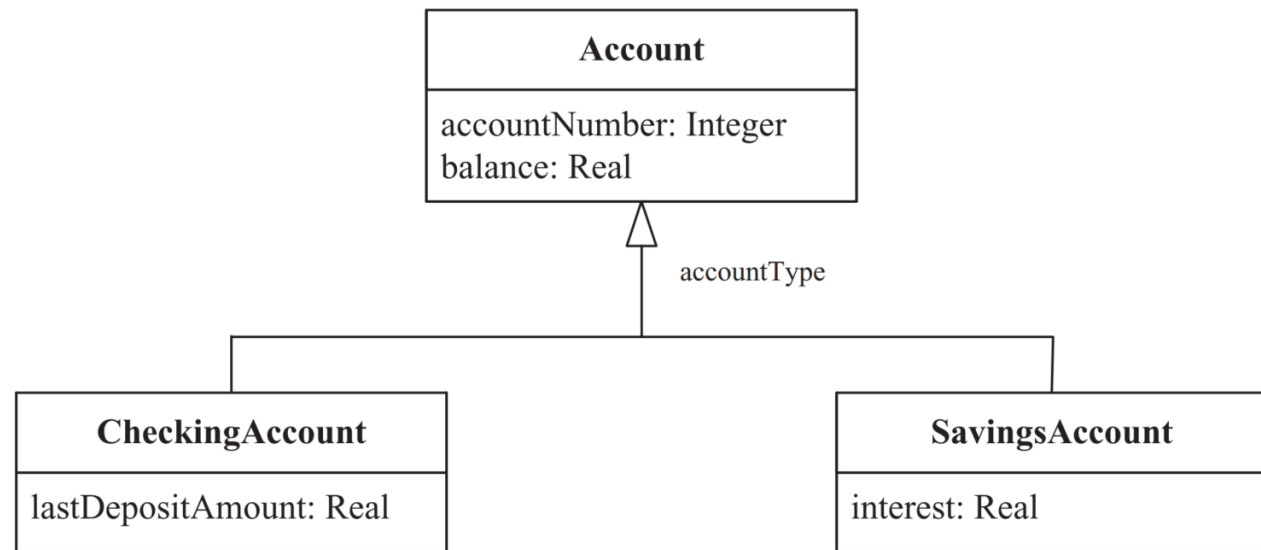 Account
accountNumber: Integer
balance: Real
accountType
CheckingAccount
lastDepositAmount: Real
SavingsAccount
interest: Real